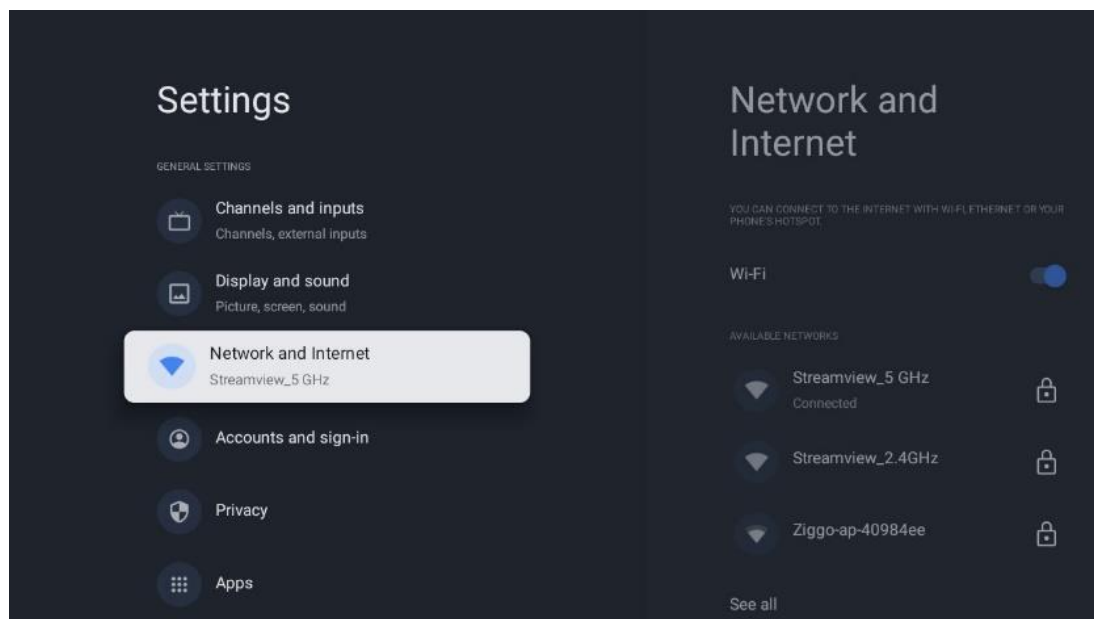 Settings
GENERAL SETTINGS
Channels and inputs
Channels, external inputs
Display and sound
Picture, screen, sound
Network and Internet
Streamview_5 GHz
Accounts and sign-in
Privacy
Apps
Network and
Internet
YOU CAN CONNECT TO THE INTERNET WITH WI-FI, ETHERNET OR YOUR
PHONE'S HOTSPOT.
Wi-Fi
AVAILABLE NETWORKS
Streamview_5 GHz
Connected
Streamview_2.4GHz
Ziggo-ap-40984ee
See all